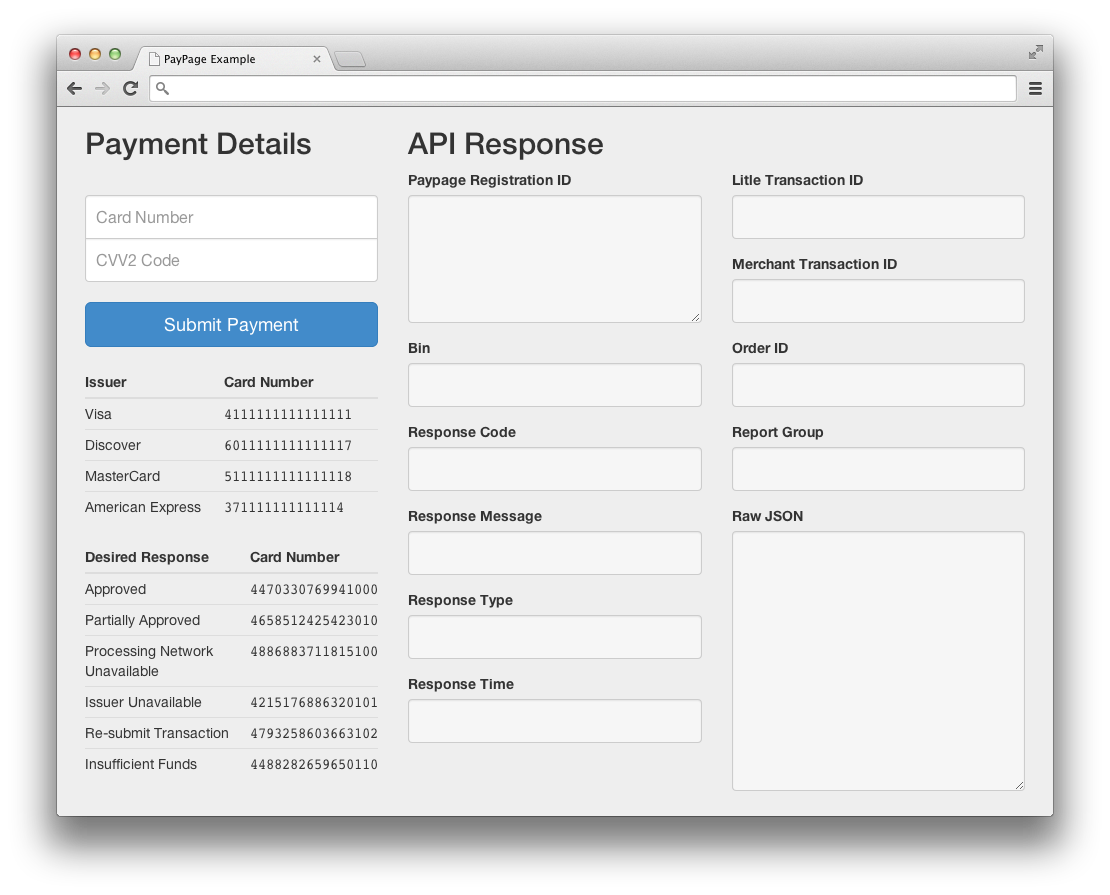 PayPage Example
Payment Details
Card Number
CVV2 Code
Submit Payment
Issuer Card Number
Visa 4111111111111111
Discover 6011111111111117
MasterCard 5111111111111118
American Express 371111111111114
Desired Response Card Number
Approved 4470330769941000
Partially Approved 4658512425423010
Processing Network 4886883711815100
Unavailable
Issuer Unavailable 4215176886320101
Re-submit Transaction 4793258603663102
Insufficient Funds 4488282659650110
API Response
Paypage Registration ID
Bin
Response Code
Response Message
Response Type
Response Time
Litle Transaction ID
Merchant Transaction ID
Order ID
Report Group
Raw JSON